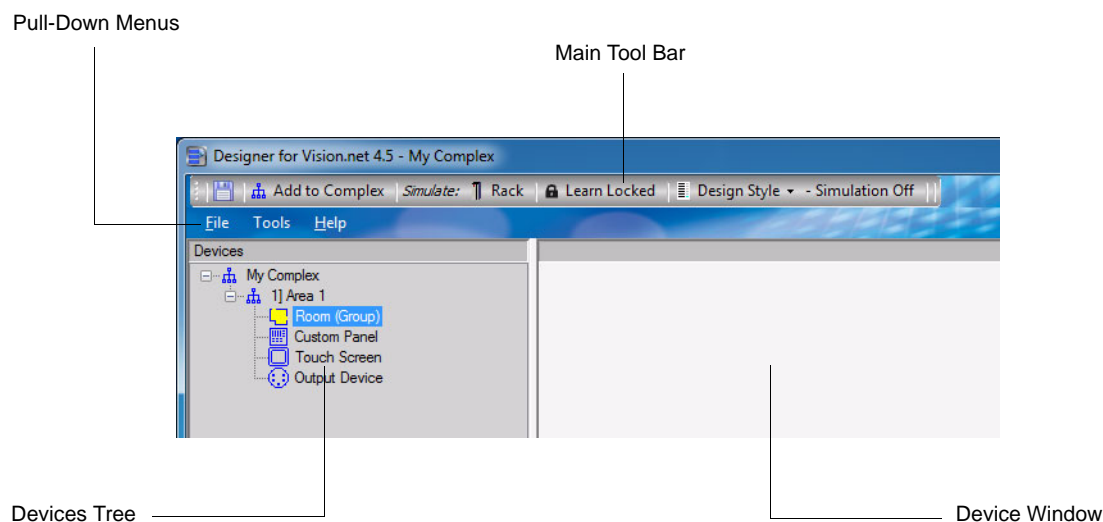 Pull-Down Menus
Main Tool Bar
Designer for Vision.net 4.5 - My Complex
Add to Complex Simulate: Rack Learn Locked Design Style - Simulation Off
File Tools Help
Devices
My Complex
1] Area 1
Room (Group)
Custom Panel
Touch Screen
Output Device
Devices Tree
Device Window